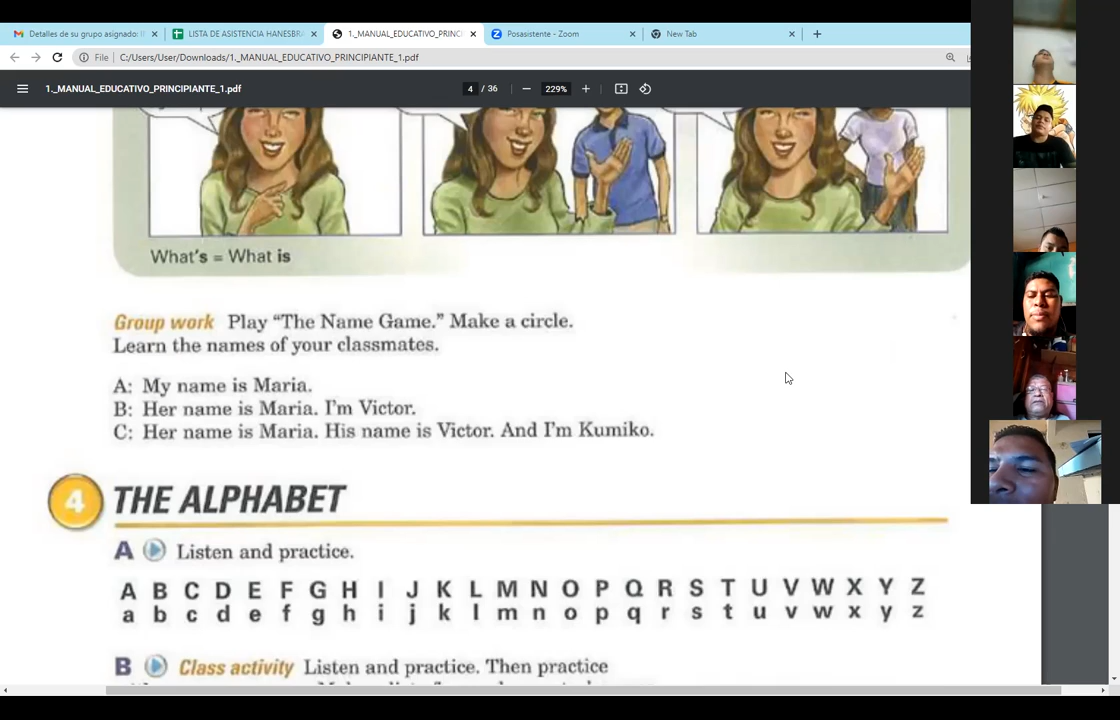 Detalles de su grupo asignado: I
LISTA DE ASISTENCIA HANESBRA
1._MANUAL_EDUCATIVO_PRINCI
Posasistente - Zoom
New Tab
File
C:/Users/User/Downloads/1._MANUAL_EDUCATIVO_PRINCIPIANTE_1.pdf
1._MANUAL_EDUCATIVO_PRINCIPIANTE_1.pdf
4 / 36
229%
What's = What is
Group work Play “The Name Game.” Make a circle.
Learn the names of your classmates.
A: My name is Maria.
B: Her name is Maria. I'm Victor.
C: Her name is Maria. His name is Victor. And I'm Kumiko.
4 THE ALPHABET
A Listen and practice.
A B C D E F G H I J K L M N O P Q R S T U V W X Y Z
a b c d e f g h i j k l m n o p q r s t u v w x y z
B Class activity Listen and practice. Then practice